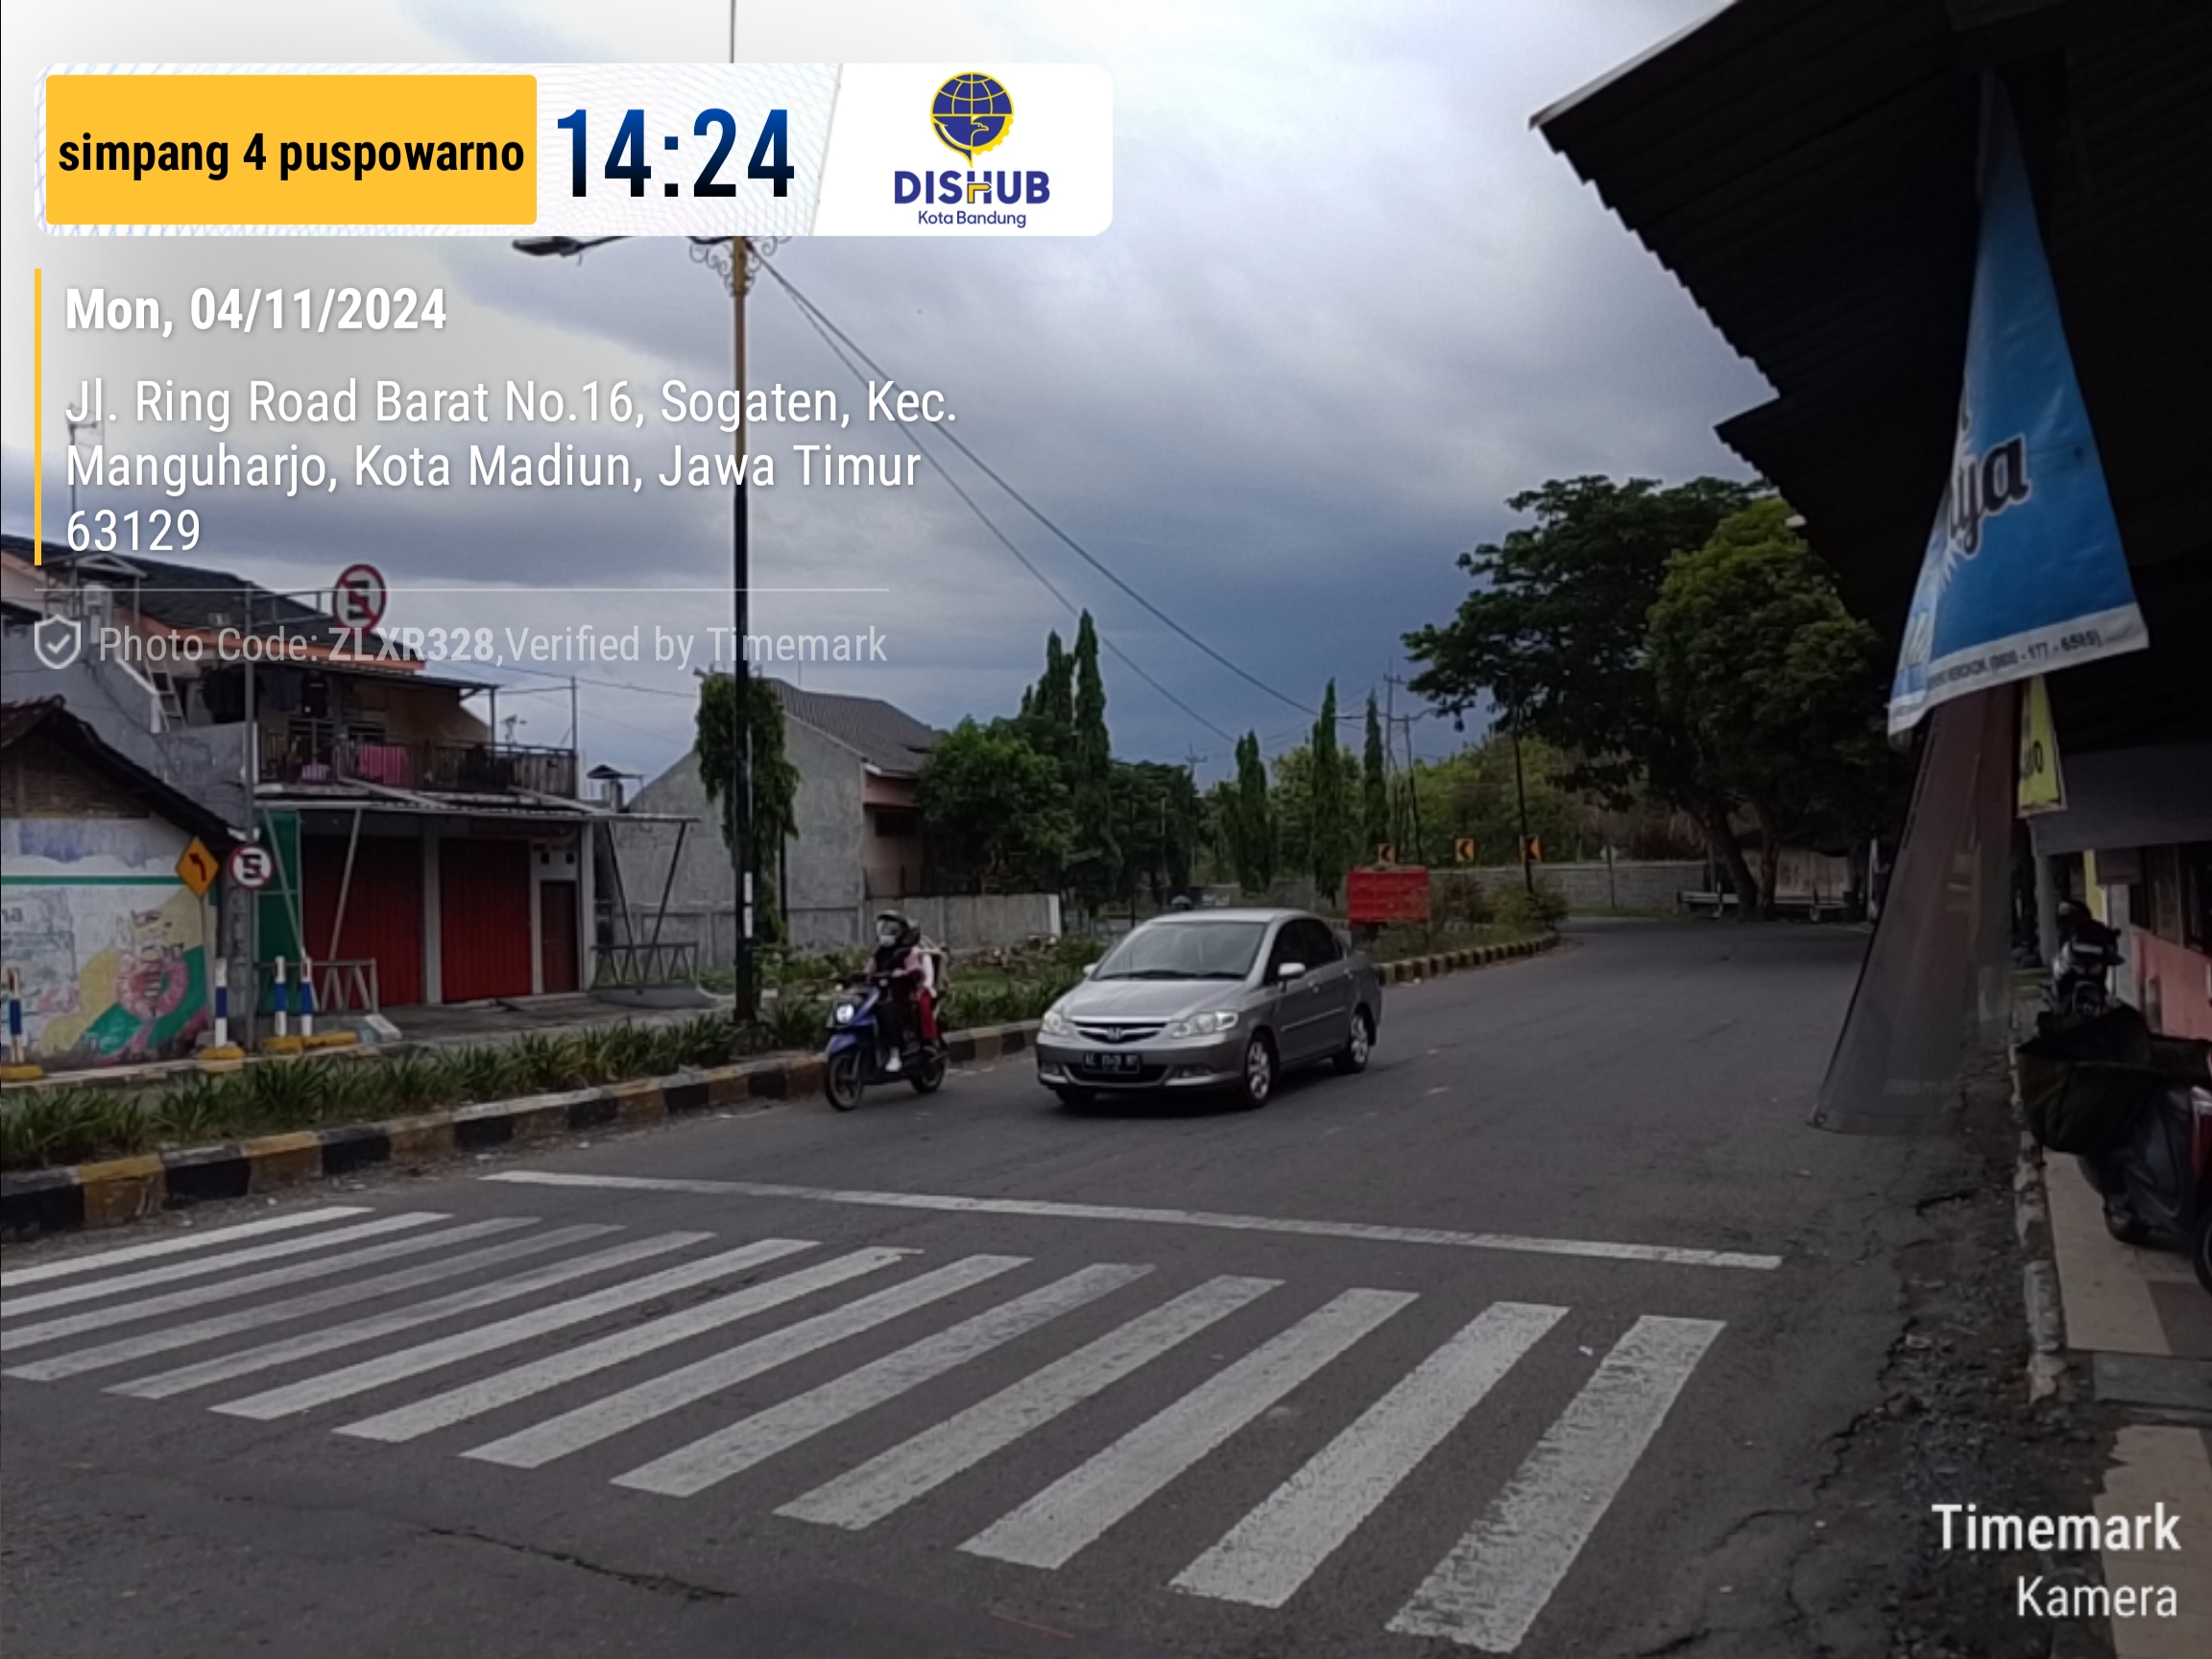 simpang 4 puspowarno
14:24
DISHUB
Kota Bandung
Mon, 04/11/2024
Jl. Ring Road Barat No.16, Sogaten, Kec.
Manguharjo, Kota Madiun, Jawa Timur
63129
Photo Code: ZLXR328,Verified by Timemark
Timemark
Kamera